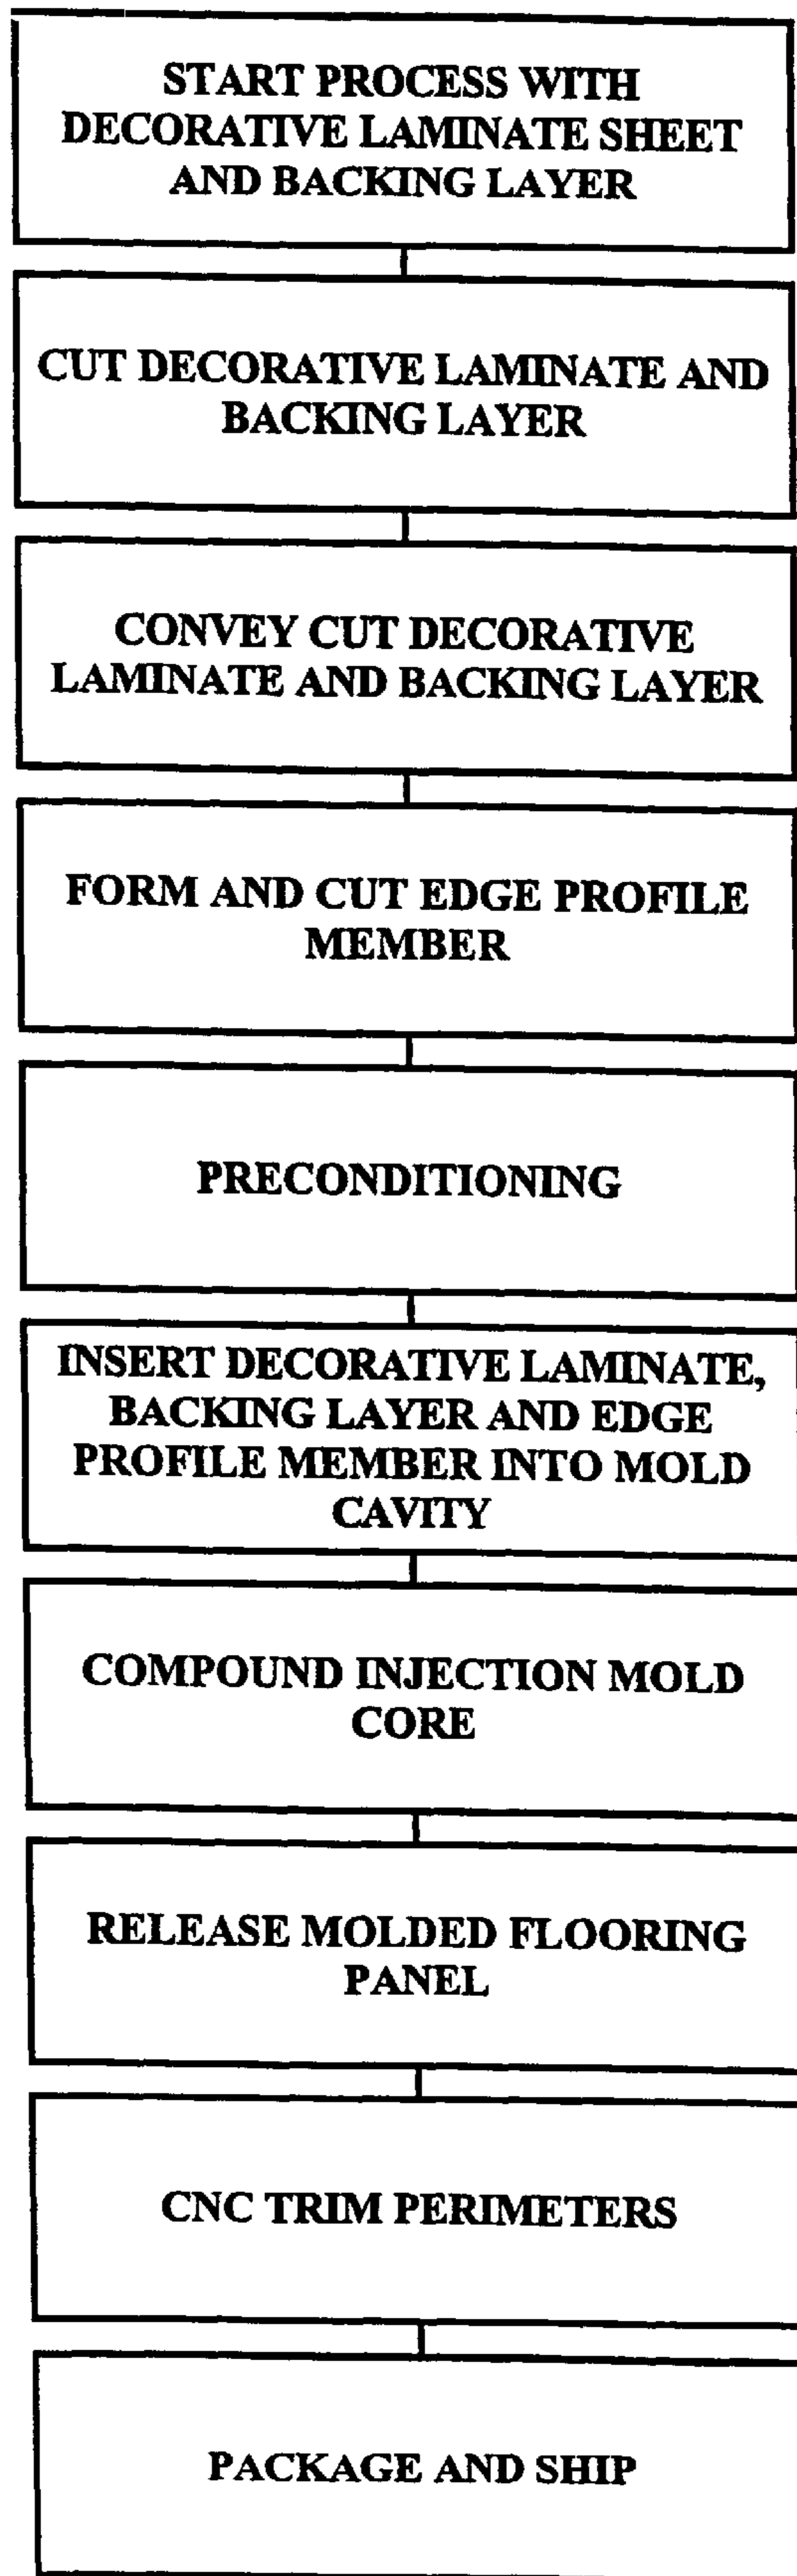 START PROCESS WITH
DECORATIVE LAMINATE SHEET
AND BACKING LAYER
CUT DECORATIVE LAMINATE AND
BACKING LAYER
CONVEY CUT DECORATIVE
LAMINATE AND BACKING LAYER
FORM AND CUT EDGE PROFILE
MEMBER
PRECONDITIONING
INSERT DECORATIVE LAMINATE,
BACKING LAYER AND EDGE
PROFILE MEMBER INTO MOLD
CAVITY
COMPOUND INJECTION MOLD
CORE
RELEASE MOLDED FLOORING
PANEL
CNC TRIM PERIMETERS
PACKAGE AND SHIP